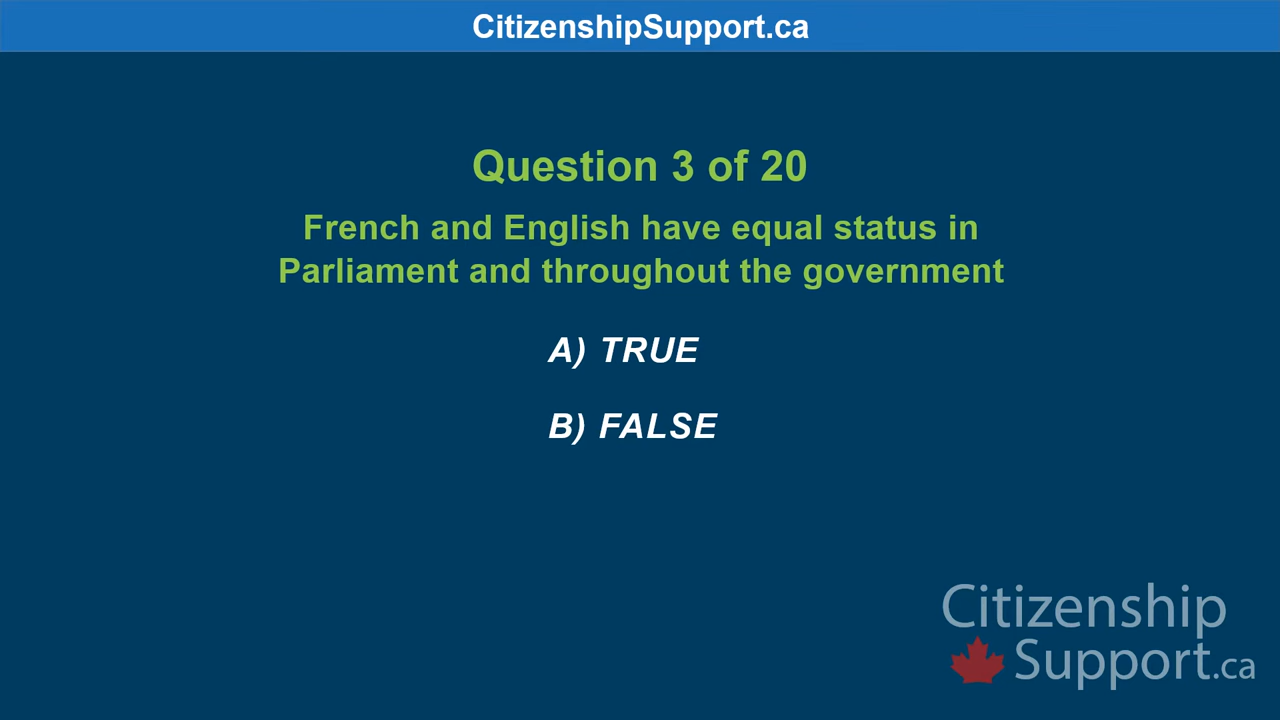 CitizenshipSupport.ca
Question 3 of 20
French and English have equal status in
Parliament and throughout the government
A) TRUE
B) FALSE
Citizenship
Support.ca